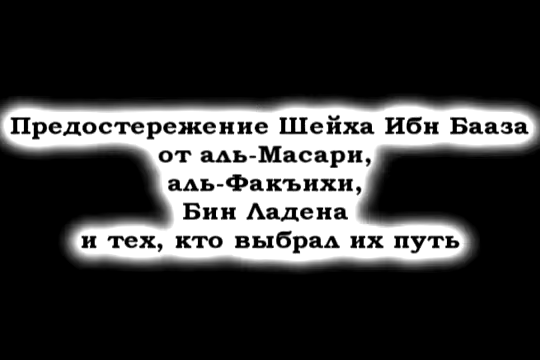 Предостережение Шейха Ибн Бааза
от аль-Масари,
аль-Факъихи,
Бин Ладена
и тех, кто выбрал их путь